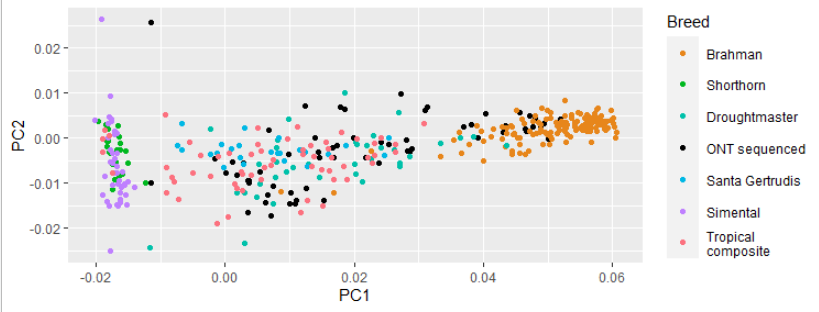 Breed
Brahman
Shorthorn
Droughtmaster
ONT sequenced
Santa Gertrudis
Simental
Tropical
composite
PC2
0.02
0.01
0.00
-0.01
-0.02
-0.02
0.00
0.02
0.04
0.06
PC1